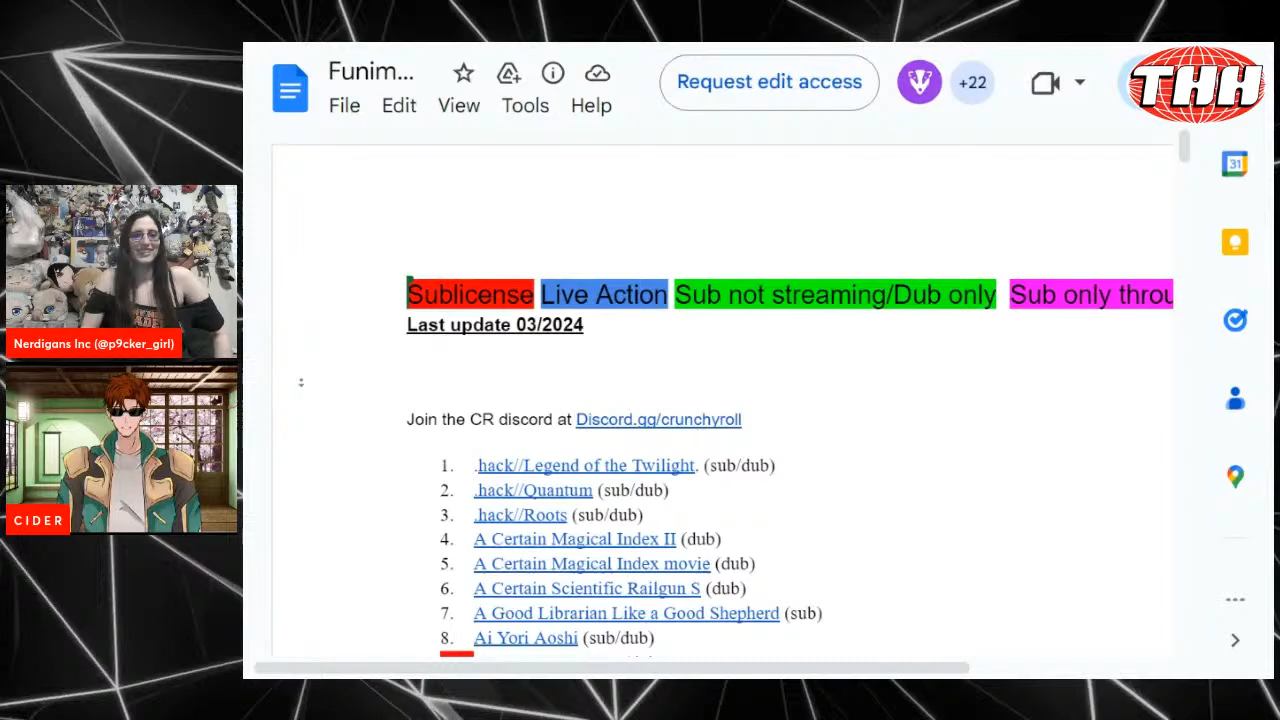 Funim...
File Edit View Tools Help
Request edit access
+22
THH
31
Sublicense Live Action Sub not streaming/Dub only Sub only throu
Last update 03/2024
Join the CR discord at Discord.gg/crunchyroll
1. .hack//Legend of the Twilight. (sub/dub)
2. .hack//Quantum (sub/dub)
3. .hack//Roots (sub/dub)
4. A Certain Magical Index II (dub)
5. A Certain Magical Index movie (dub)
6. A Certain Scientific Railgun S (dub)
7. A Good Librarian Like a Good Shepherd (sub)
8. Ai Yori Aoshi (sub/dub)
Nerdigans Inc (@p9cker_girl)
CIDER